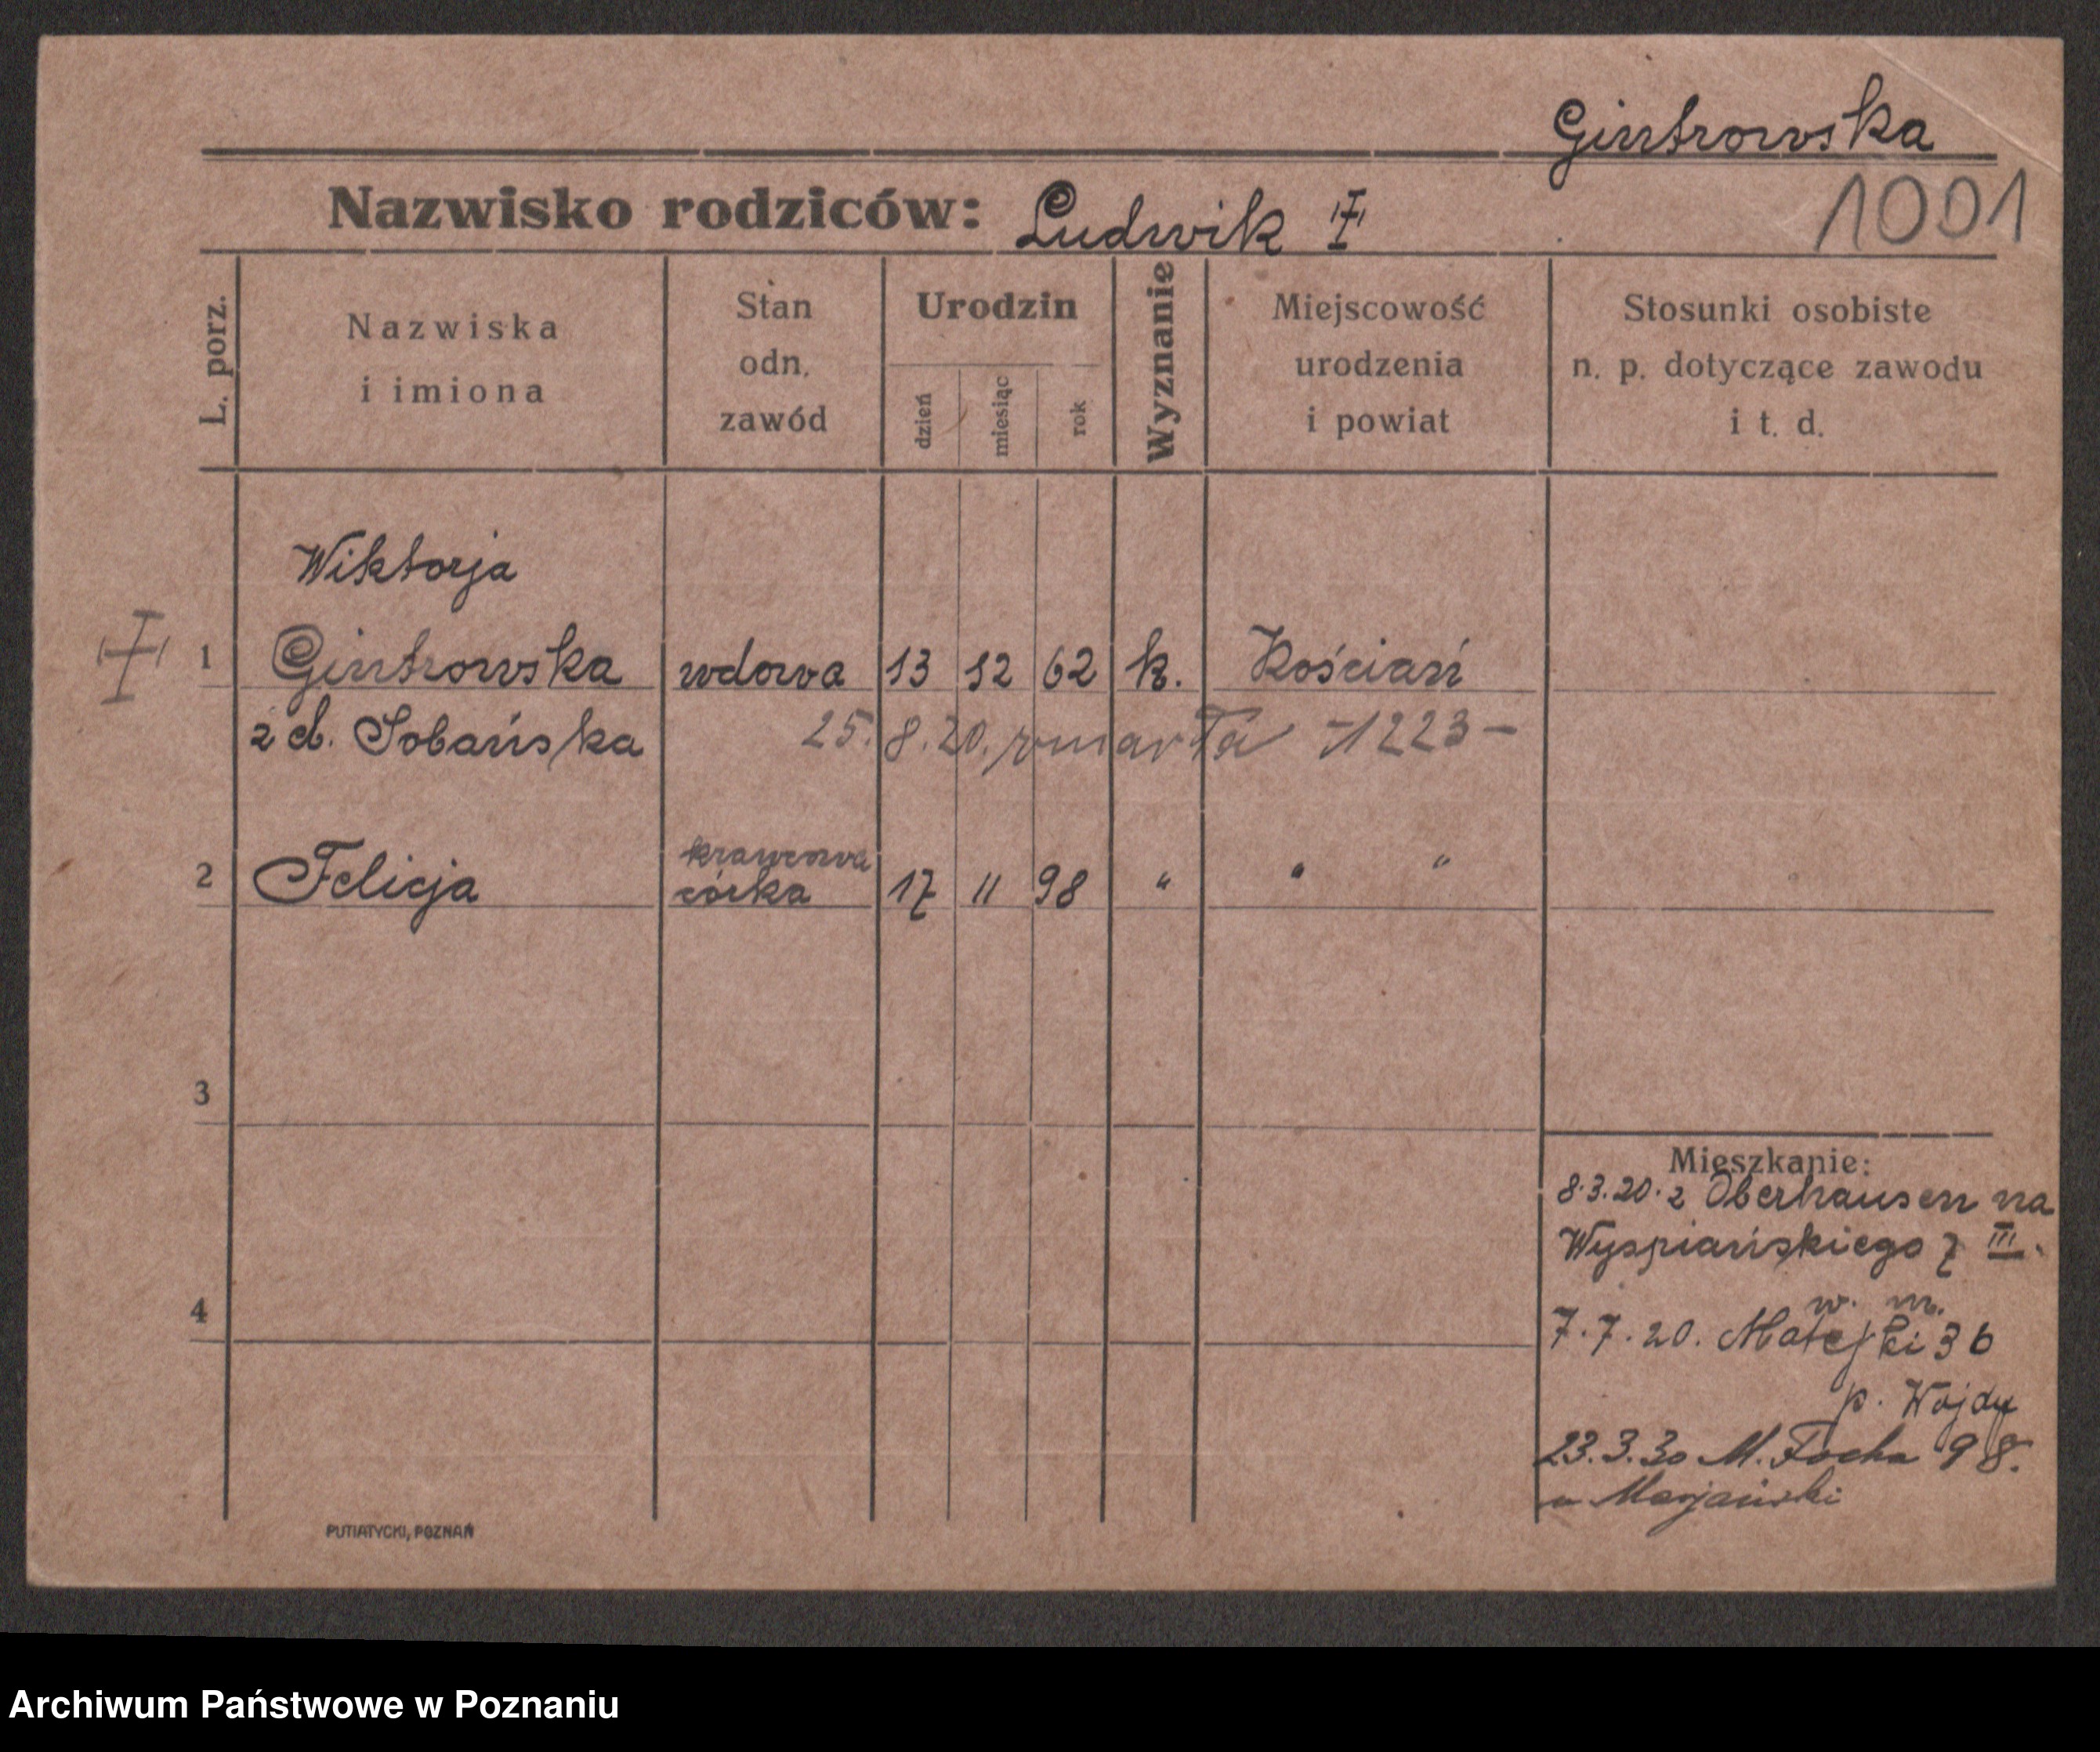 Gintrowska
Nazwisko rodziców: Ludwik
1001
L. porz.
Nazwiska
i imiona
Stan
odn.
zawód
Urodzin
dzień
miesiąc
rok
Wyznanie
Miejscowość
urodzenia
i powiat
Stosunki osobiste
n. p. dotyczące zawodu
i t. d.
Wiktorja
1 Gintrowska wdowa 13 12 62 k. Kościań
z d. Sobańska 25.8.20. zmarła -1223-
krawcowa
2 Felicja córka 17 11 98 " " "
3
4
Mieszkanie:
8.3.20. z Oberhausen na
Wyspiańskiego 7 III.
w. m.
7.7.20. Matejki 36
p. Wojdy
23.3.30 M. Focha 98.
u Marjański
PUTIATYCKI, POZNAŃ
Archiwum Państwowe w Poznaniu